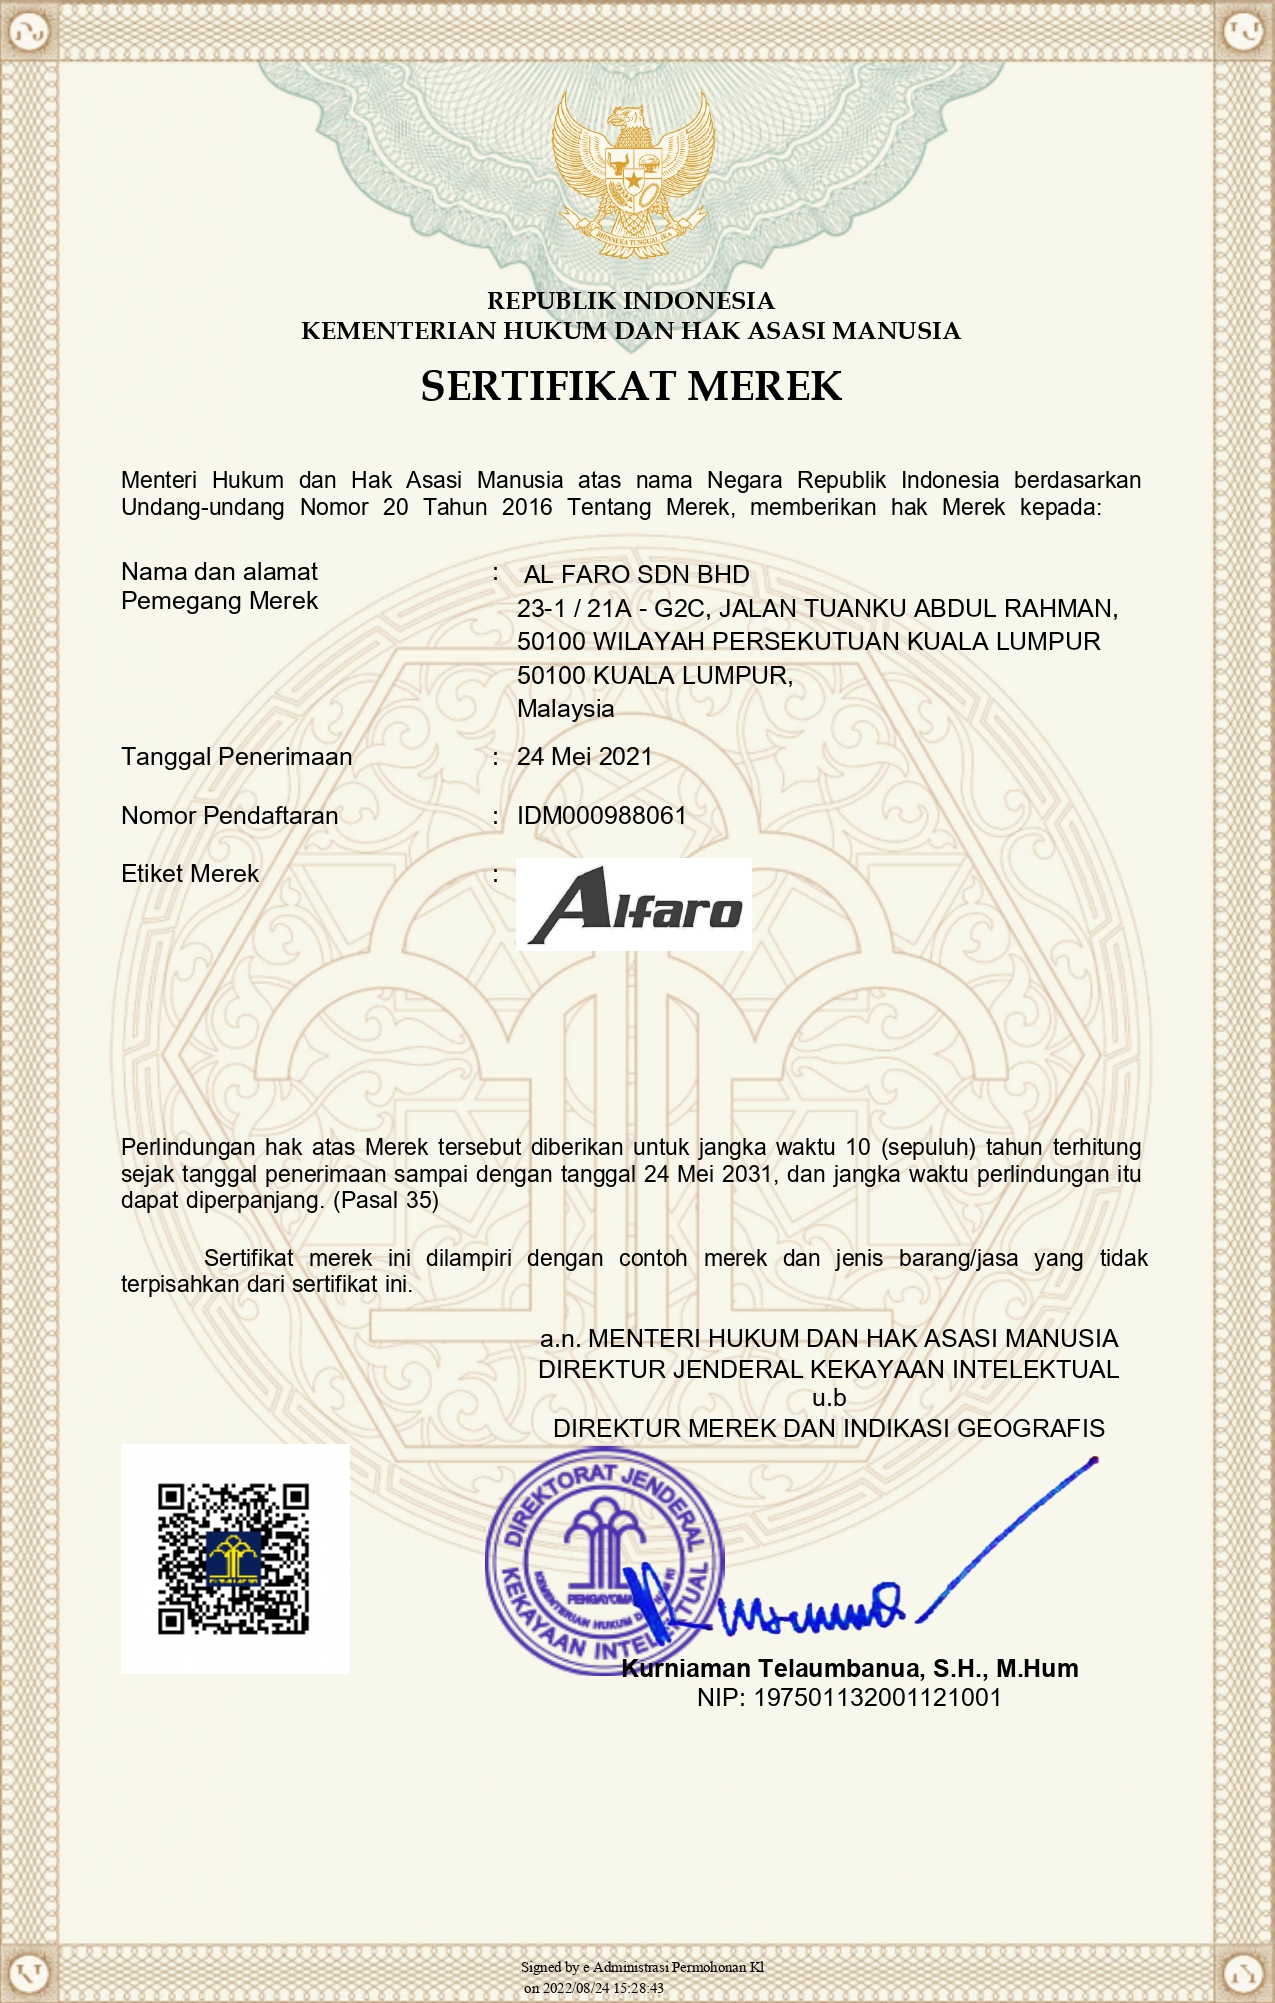 BHINNEKA TUNGGAL IKA
REPUBLIK INDONESIA
KEMENTERIAN HUKUM DAN HAK ASASI MANUSIA
SERTIFIKAT MEREK
Menteri Hukum dan Hak Asasi Manusia atas nama Negara Republik Indonesia berdasarkan
Undang-undang Nomor 20 Tahun 2016 Tentang Merek, memberikan hak Merek kepada:
Nama dan alamat : AL FARO SDN BHD
Pemegang Merek 23-1 / 21A - G2C, JALAN TUANKU ABDUL RAHMAN,
50100 WILAYAH PERSEKUTUAN KUALA LUMPUR
50100 KUALA LUMPUR,
Malaysia
Tanggal Penerimaan : 24 Mei 2021
Nomor Pendaftaran : IDM000988061
Etiket Merek :
Alfaro
Perlindungan hak atas Merek tersebut diberikan untuk jangka waktu 10 (sepuluh) tahun terhitung
sejak tanggal penerimaan sampai dengan tanggal 24 Mei 2031, dan jangka waktu perlindungan itu
dapat diperpanjang. (Pasal 35)
Sertifikat merek ini dilampiri dengan contoh merek dan jenis barang/jasa yang tidak
terpisahkan dari sertifikat ini.
a.n. MENTERI HUKUM DAN HAK ASASI MANUSIA
DIREKTUR JENDERAL KEKAYAAN INTELEKTUAL
u.b
DIREKTUR MEREK DAN INDIKASI GEOGRAFIS
DIREKTORAT JENDERAL
KEKAYAAN INTELEKTUAL
PENGAYOMAN
KEMENTERIAN HUKUM DAN HAM RI
Kurniaman Telaumbanua, S.H., M.Hum
NIP: 197501132001121001
Signed by e Administrasi Permohonan KI
on 2022/08/24 15:28:43